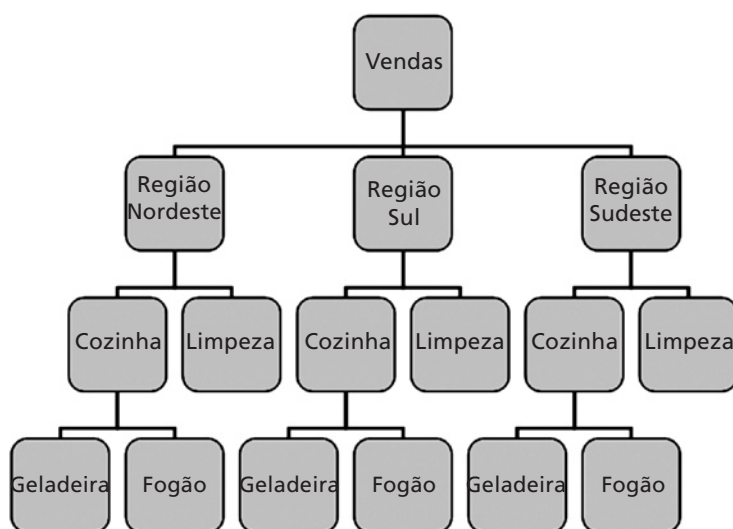 Vendas
Região
Nordeste
Região
Sul
Região
Sudeste
Cozinha
Limpeza
Cozinha
Limpeza
Cozinha
Limpeza
Geladeira
Fogão
Geladeira
Fogão
Geladeira
Fogão